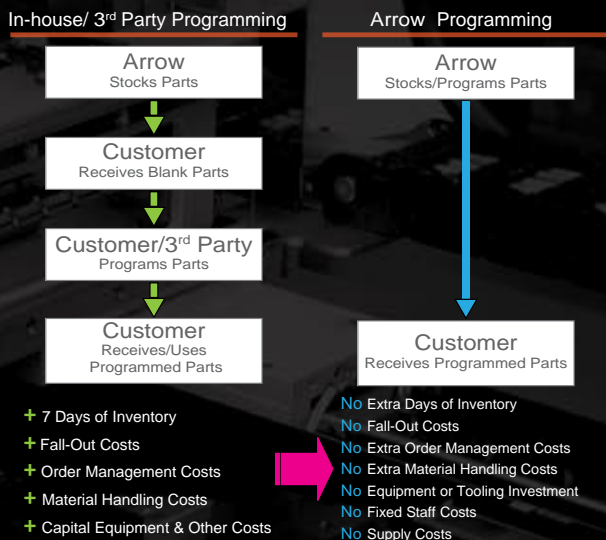 In-house/ 3rd Party Programming
Arrow
Stocks Parts
Customer
Receives Blank Parts
Customer/3rd Party
Programs Parts
Customer
Receives/Uses
Programmed Parts
+ 7 Days of Inventory
+ Fall-Out Costs
+ Order Management Costs
+ Material Handling Costs
+ Capital Equipment & Other Costs
Arrow Programming
Arrow
Stocks/Programs Parts
Customer
Receives Programmed Parts
No Extra Days of Inventory
No Fall-Out Costs
No Extra Order Management Costs
No Extra Material Handling Costs
No Equipment or Tooling Investment
No Fixed Staff Costs
No Supply Costs